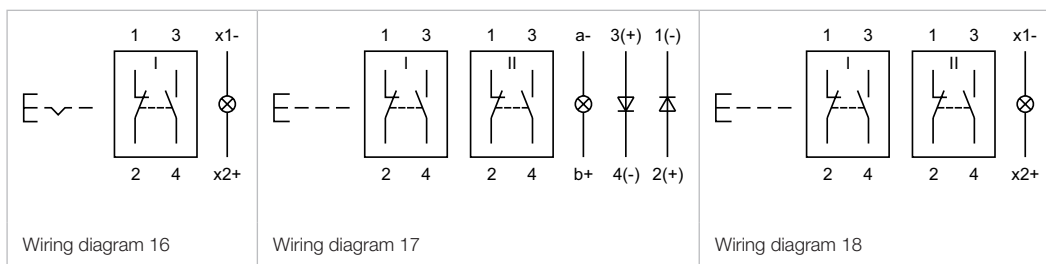 1 3 x1-
I
2 4 x2+
Wiring diagram 16
1 3 1 3 a- 3(+) 1(-)
I II
2 4 2 4 b+ 4(-) 2(+)
Wiring diagram 17
1 3 1 3 x1-
I II
2 4 2 4 x2+
Wiring diagram 18